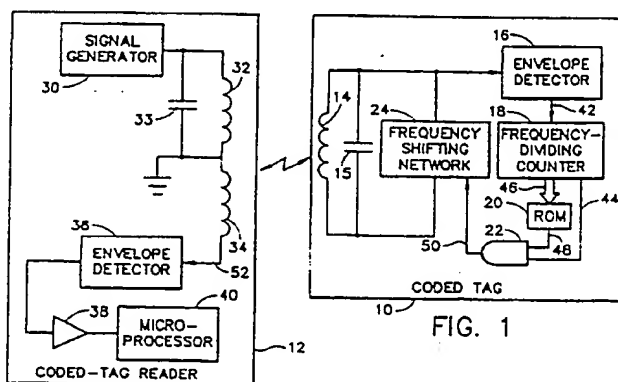 SIGNAL
GENERATOR
30
32
33
34
38
ENVELOPE
DETECTOR
52
38
40
MICRO-
PROCESSOR
CODED-TAG READER
12
16
ENVELOPE
DETECTOR
14
15
24
FREQUENCY
SHIFTING
NETWORK
42
18
FREQUENCY-
DIVIDING
COUNTER
46
44
20
ROM
22
48
50
CODED TAG
10
FIG. 1